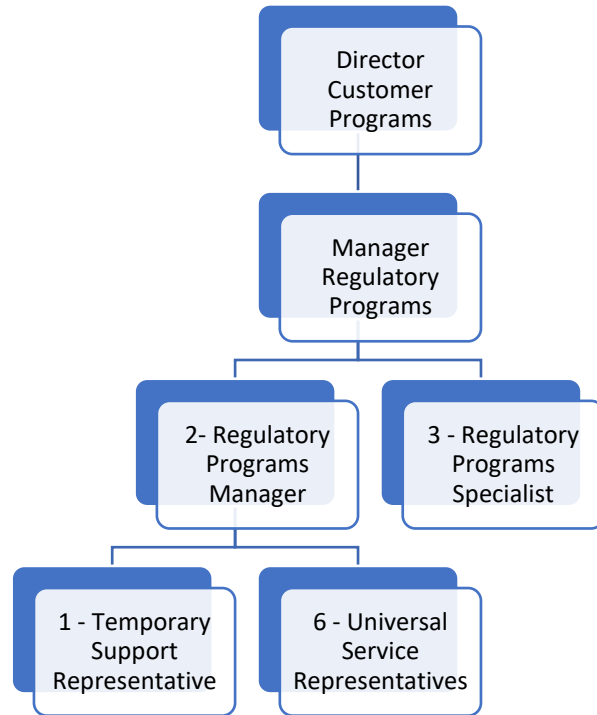 Director
Customer
Programs
Manager
Regulatory
Programs
2- Regulatory
Programs
Manager
3 - Regulatory
Programs
Specialist
1 - Temporary
Support
Representative
6 - Universal
Service
Representatives